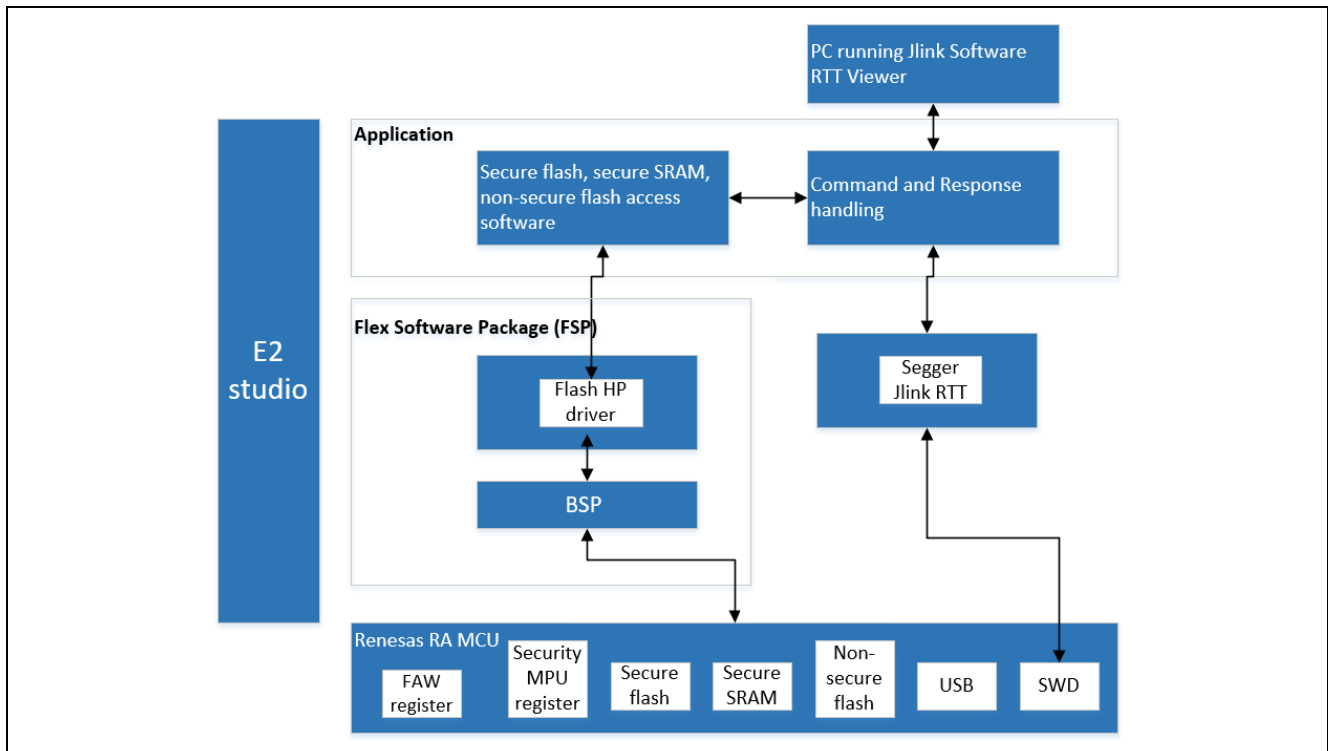 PC running Jlink Software
RTT Viewer
Application
Secure flash, secure SRAM,
non-secure flash access
software
Command and Response
handling
E2
studio
Flex Software Package (FSP)
Flash HP
driver
Segger
Jlink RTT
BSP
Renesas RA MCU
FAW
register
Security
MPU
register
Secure
flash
Secure
SRAM
Non-
secure
flash
USB
SWD